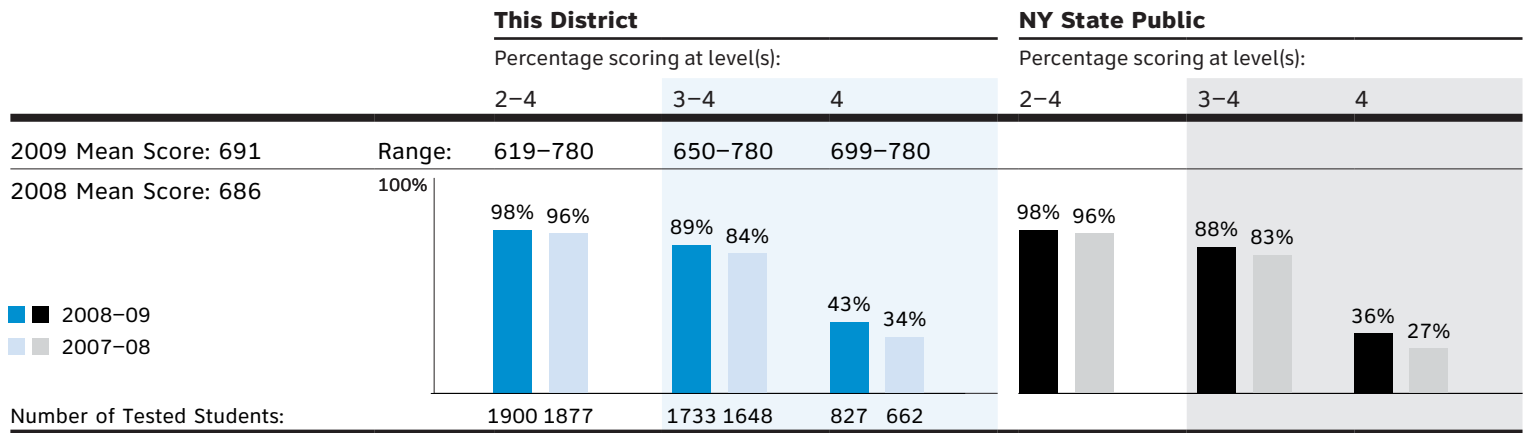 This District NY State Public
Percentage scoring at level(s): Percentage scoring at level(s):
2–4 3–4 4 2–4 3–4 4
2009 Mean Score: 691 Range: 619–780 650–780 699–780
2008 Mean Score: 686 100%
98% 96% 89% 84% 43% 34% 98% 96% 88% 83% 36% 27%
2008–09
2007–08
Number of Tested Students: 1900 1877 1733 1648 827 662